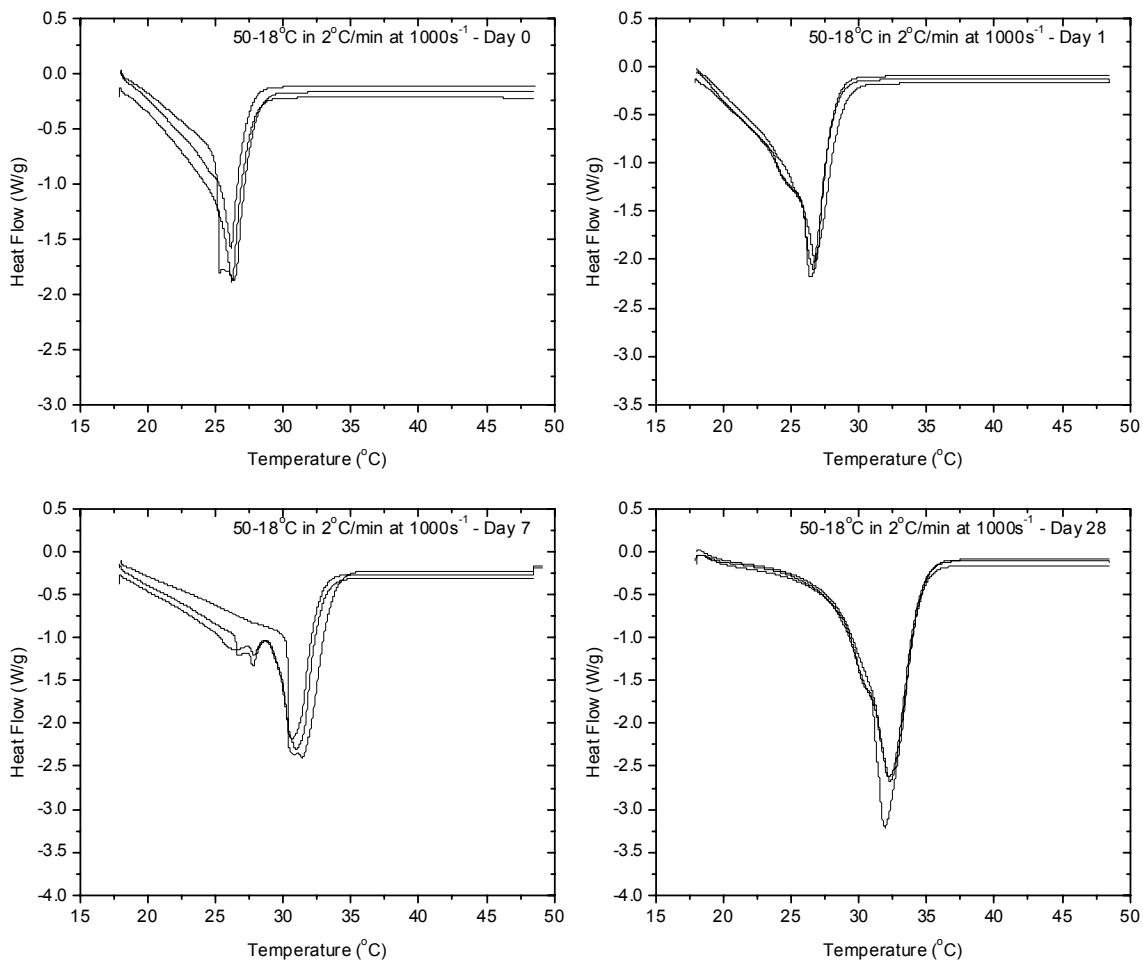 50-18°C in 2°C/min at 1000s⁻¹ - Day 0
0.5
0.0
-0.5
-1.0
-1.5
-2.0
-2.5
-3.0
Heat Flow (W/g)
15 20 25 30 35 40 45 50
Temperature (°C)
50-18°C in 2°C/min at 1000s⁻¹ - Day 1
0.5
0.0
-0.5
-1.0
-1.5
-2.0
-2.5
-3.0
-3.5
Heat Flow (W/g)
15 20 25 30 35 40 45 50
Temperature (°C)
50-18°C in 2°C/min at 1000s⁻¹ - Day 7
0.5
0.0
-0.5
-1.0
-1.5
-2.0
-2.5
-3.0
-3.5
-4.0
Heat Flow (W/g)
15 20 25 30 35 40 45 50
Temperature (°C)
50-18°C in 2°C/min at 1000s⁻¹ - Day 28
0.5
0.0
-0.5
-1.0
-1.5
-2.0
-2.5
-3.0
-3.5
-4.0
Heat Flow (W/g)
15 20 25 30 35 40 45 50
Temperature (°C)